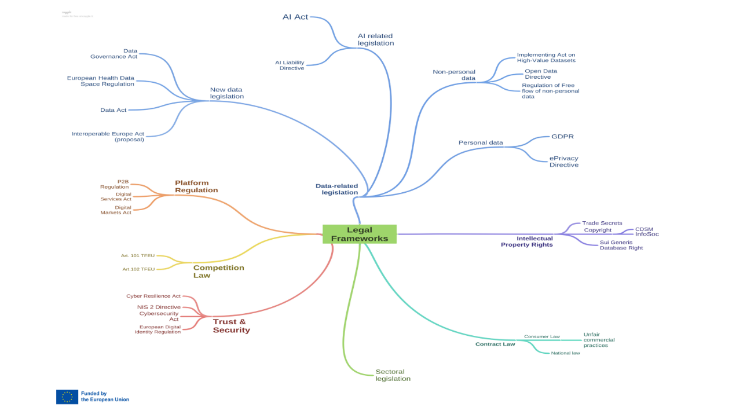 AI Act
AI related
legislation
AI Liability
Directive
Data
Governance Act
European Health Data
Space Regulation
New data
legislation
Data Act
Interoperable Europe Act
(proposal)
Implementing Act on
High-Value Datasets
Non-personal
data
Open Data
Directive
Regulation of Free
flow of non-personal
data
Personal data
GDPR
ePrivacy
Directive
Data-related
legislation
P2B
Regulation
Platform
Regulation
Digital
Services Act
Digital
Markets Act
Legal
Frameworks
Trade Secrets
Copyright
CDSM
InfoSoc
Intellectual
Property Rights
Sui Generis
Database Right
Art. 101 TFEU
Art 102 TFEU
Competition
Law
Cyber Resilience Act
NIS 2 Directive
Cybersecurity
Act
European Digital
Identity Regulation
Trust &
Security
Consumer Law
Unfair
commercial
practices
Contract Law
National law
Sectoral
legislation
Funded by
the European Union